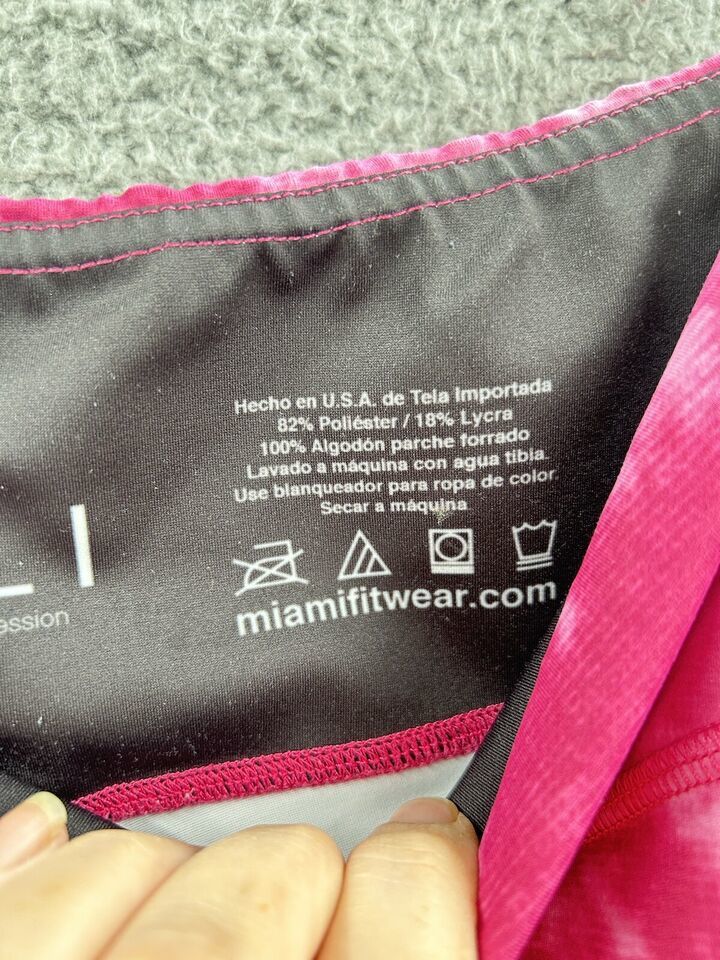 Hecho en U.S.A. de Tela Importada
82% Poliéster / 18% Lycra
100% Algodón parche forrado
Lavado a máquina con agua tibia.
Use blanqueador para ropa de color.
Secar a máquina
miamifitwear.com
LI
ession